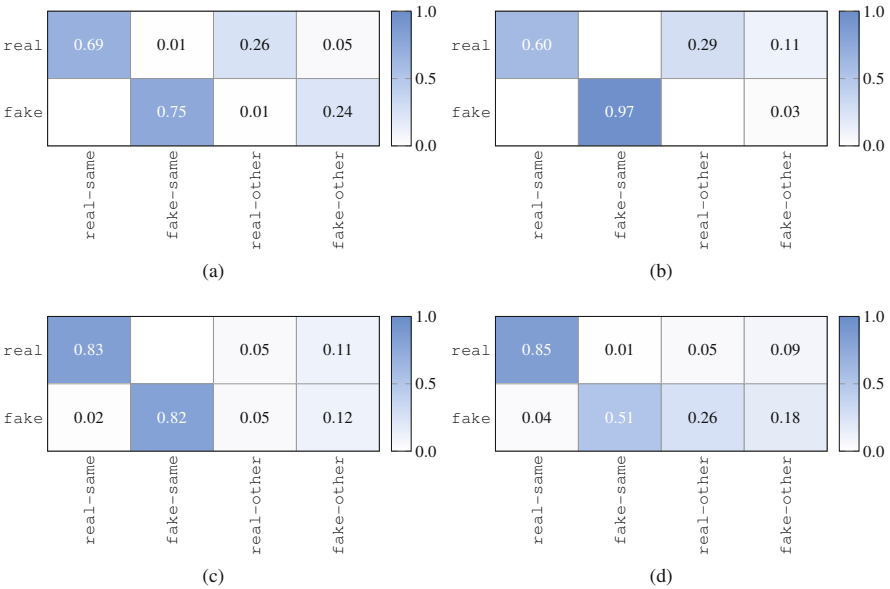 1.0
real 0.69 0.01 0.26 0.05
0.5
fake 0.75 0.01 0.24
0.0
real-same
fake-same
real-other
fake-other
(a)
1.0
real 0.60 0.29 0.11
0.5
fake 0.97 0.03
0.0
real-same
fake-same
real-other
fake-other
(b)
1.0
real 0.83 0.05 0.11
0.5
fake 0.02 0.82 0.05 0.12
0.0
real-same
fake-same
real-other
fake-other
(c)
1.0
real 0.85 0.01 0.05 0.09
0.5
fake 0.04 0.51 0.26 0.18
0.0
real-same
fake-same
real-other
fake-other
(d)